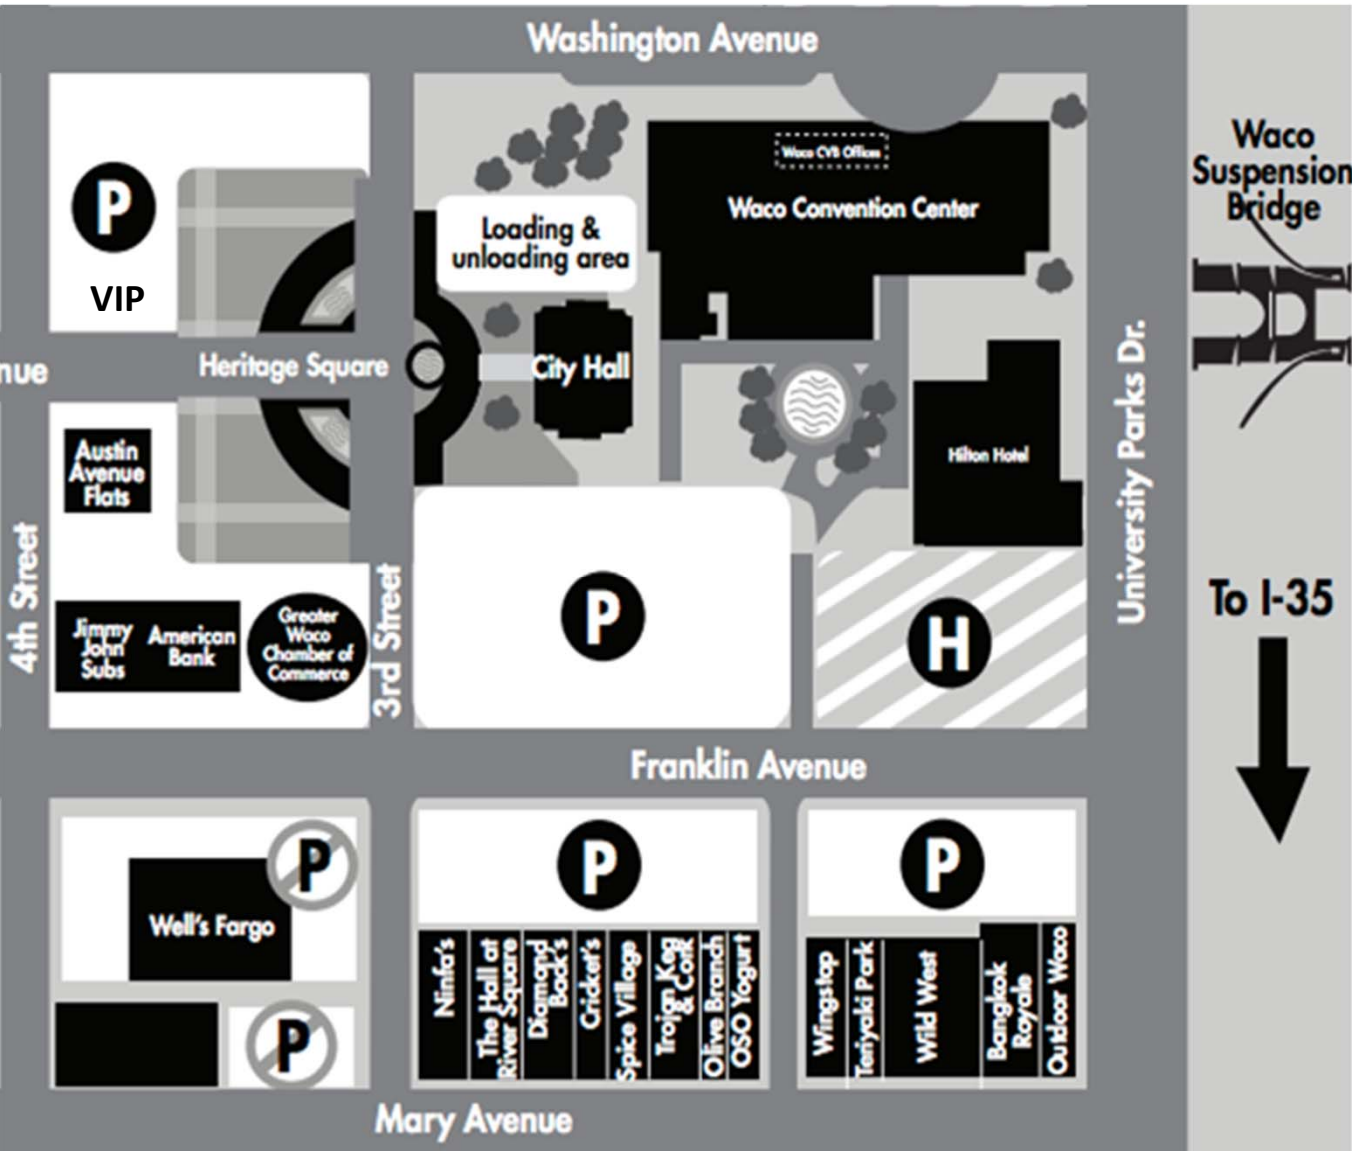 Washington Avenue
P
VIP
Loading &
unloading area
Waco CVB Offices
Waco Convention Center
Waco
Suspension
Bridge
nue
Heritage Square
City Hall
Hilton Hotel
University Parks Dr.
Austin
Avenue
Flats
4th Street
3rd Street
Jimmy
John
Subs
American
Bank
Greater
Waco
Chamber of
Commerce
P
H
To I-35
Franklin Avenue
P
Well's Fargo
P
P
P
Ninfa's
The Hall at
River Square
Diamond
Back's
Cricket's
Spice Village
Trojan Keg
& Cork
Olive Branch
OSO Yogurt
Wingstop
Teriyaki Park
Wild West
Bangkok
Royale
Outdoor Waco
Mary Avenue